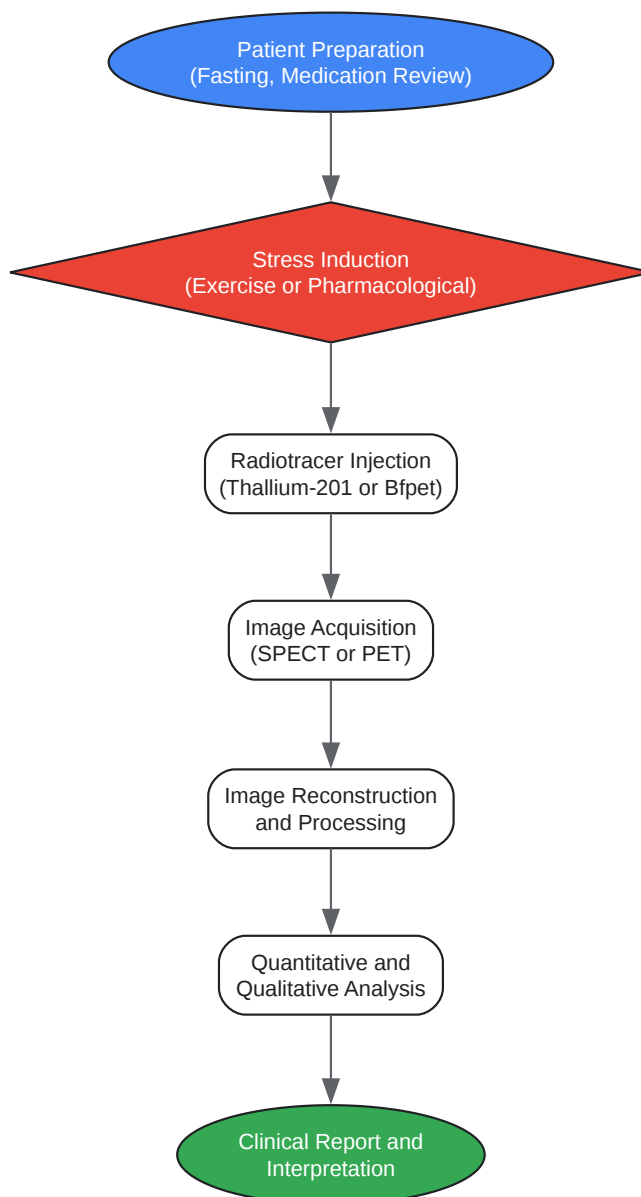 Patient Preparation
(Fasting, Medication Review)
Stress Induction
(Exercise or Pharmacological)
Radiotracer Injection
(Thallium-201 or Bfpet)
Image Acquisition
(SPECT or PET)
Image Reconstruction
and Processing
Quantitative and
Qualitative Analysis
Clinical Report and
Interpretation